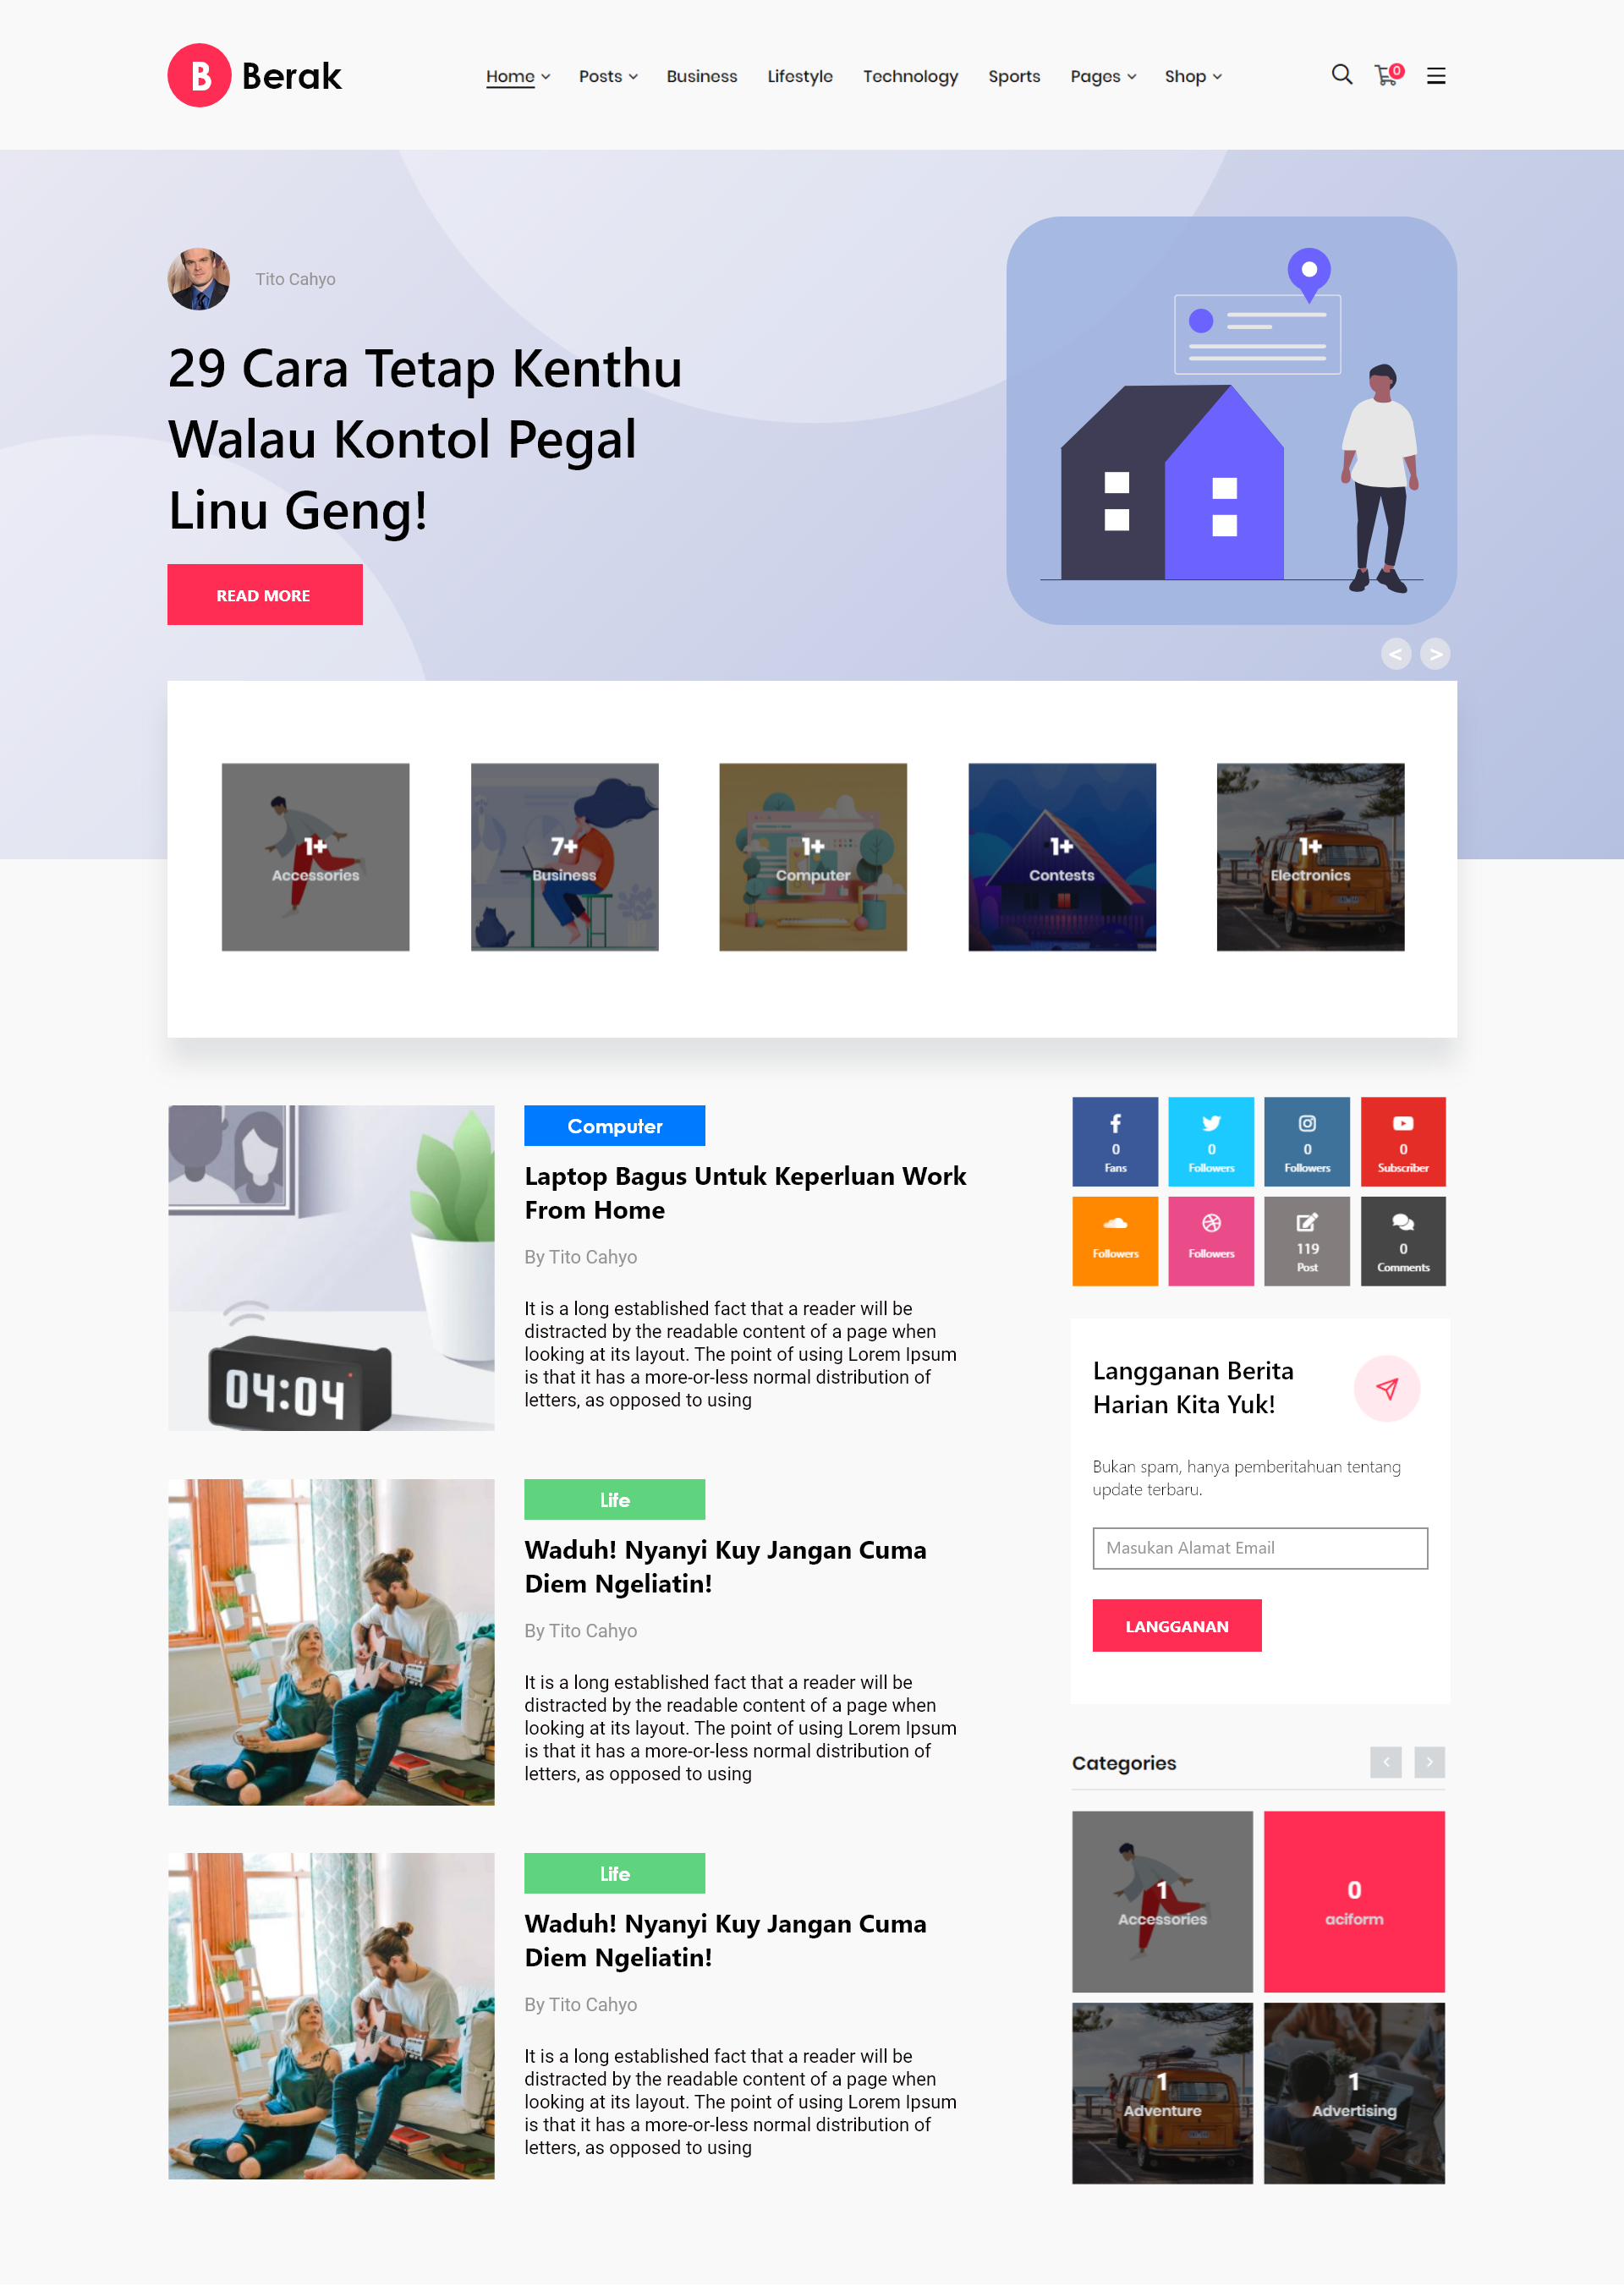 B Berak
Home Posts Business Lifestyle Technology Sports Pages Shop 0
Tito Cahyo
29 Cara Tetap Kenthu
Walau Kontol Pegal
Linu Geng!
READ MORE
< >
1+
Accessories
7+
Business
1+
Computer
1+
Contests
1+
Electronics
04:04
Computer
Laptop Bagus Untuk Keperluan Work
From Home
By Tito Cahyo
It is a long established fact that a reader will be
distracted by the readable content of a page when
looking at its layout. The point of using Lorem Ipsum
is that it has a more-or-less normal distribution of
letters, as opposed to using
Life
Waduh! Nyanyi Kuy Jangan Cuma
Diem Ngeliatin!
By Tito Cahyo
It is a long established fact that a reader will be
distracted by the readable content of a page when
looking at its layout. The point of using Lorem Ipsum
is that it has a more-or-less normal distribution of
letters, as opposed to using
Life
Waduh! Nyanyi Kuy Jangan Cuma
Diem Ngeliatin!
By Tito Cahyo
It is a long established fact that a reader will be
distracted by the readable content of a page when
looking at its layout. The point of using Lorem Ipsum
is that it has a more-or-less normal distribution of
letters, as opposed to using
0
Fans
0
Followers
0
Followers
0
Subscriber
Followers
Followers
119
Post
0
Comments
Langganan Berita
Harian Kita Yuk!
Bukan spam, hanya pemberitahuan tentang
update terbaru.
Masukan Alamat Email
LANGGANAN
Categories
1
Accessories
0
aciform
1
Adventure
1
Advertising